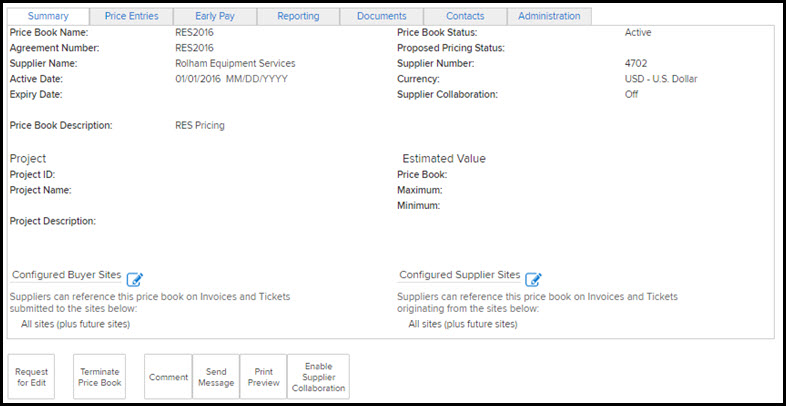 Summary Price Entries Early Pay Reporting Documents Contacts Administration
Price Book Name: RES2016 Price Book Status: Active
Agreement Number: RES2016 Proposed Pricing Status:
Supplier Name: Rolham Equipment Services Supplier Number: 4702
Active Date: 01/01/2016 MM/DD/YYYY Currency: USD - U.S. Dollar
Expiry Date: Supplier Collaboration: Off
Price Book Description: RES Pricing
Project Estimated Value
Project ID: Price Book:
Project Name: Maximum:
Minimum:
Project Description:
Configured Buyer Sites
Suppliers can reference this price book on Invoices and Tickets
submitted to the sites below:
All sites (plus future sites)
Configured Supplier Sites
Suppliers can reference this price book on Invoices and Tickets
originating from the sites below:
All sites (plus future sites)
Request
for Edit
Terminate
Price Book
Comment
Send
Message
Print
Preview
Enable
Supplier
Collaboration